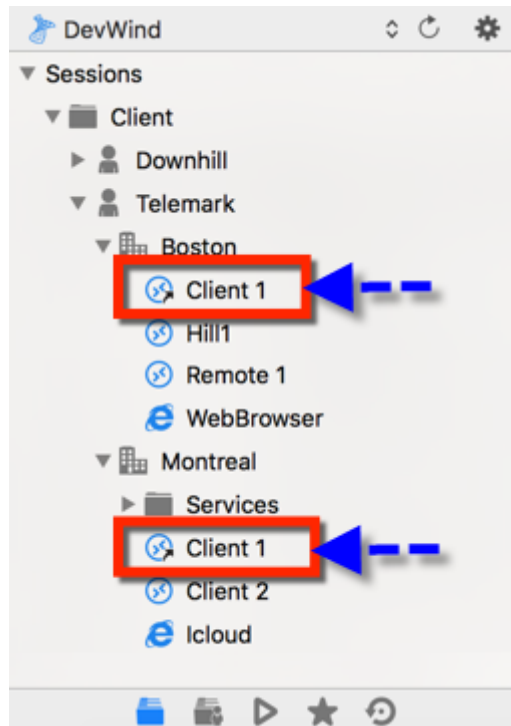 DevWind
Sessions
Client
Downhill
Telemark
Boston
Client 1
Hill1
Remote 1
WebBrowser
Montreal
Services
Client 1
Client 2
Icloud